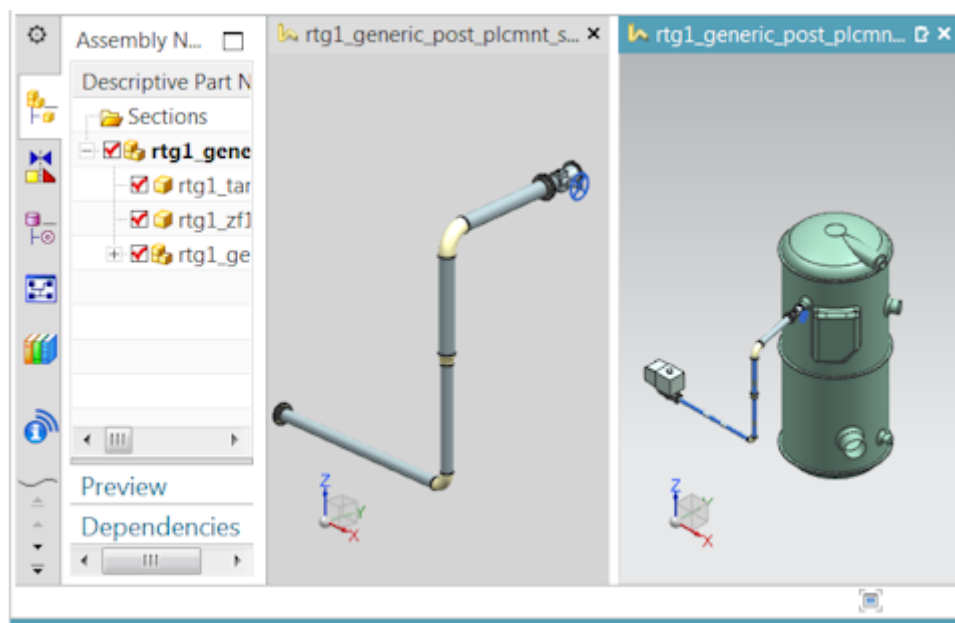 Assembly N...
rtg1_generic_post_plcmnt_s...
rtg1_generic_post_plcmn...
Descriptive Part N
Sections
rtg1_gene
rtg1_tar
rtg1_zf1
rtg1_ge
Preview
Dependencies
Z
Y
X
Z
Y
X